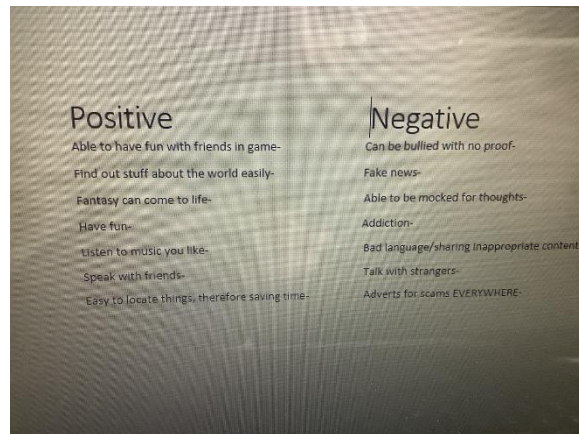 Positive
Able to have fun with friends in game-
Find out stuff about the world easily-
Fantasy can come to life-
Have fun-
Listen to music you like-
Speak with friends-
Easy to locate things, therefore saving time-
Negative
Can be bullied with no proof-
Fake news-
Able to be mocked for thoughts-
Addiction-
Bad language/sharing inappropriate content
Talk with strangers-
Adverts for scams EVERYWHERE-